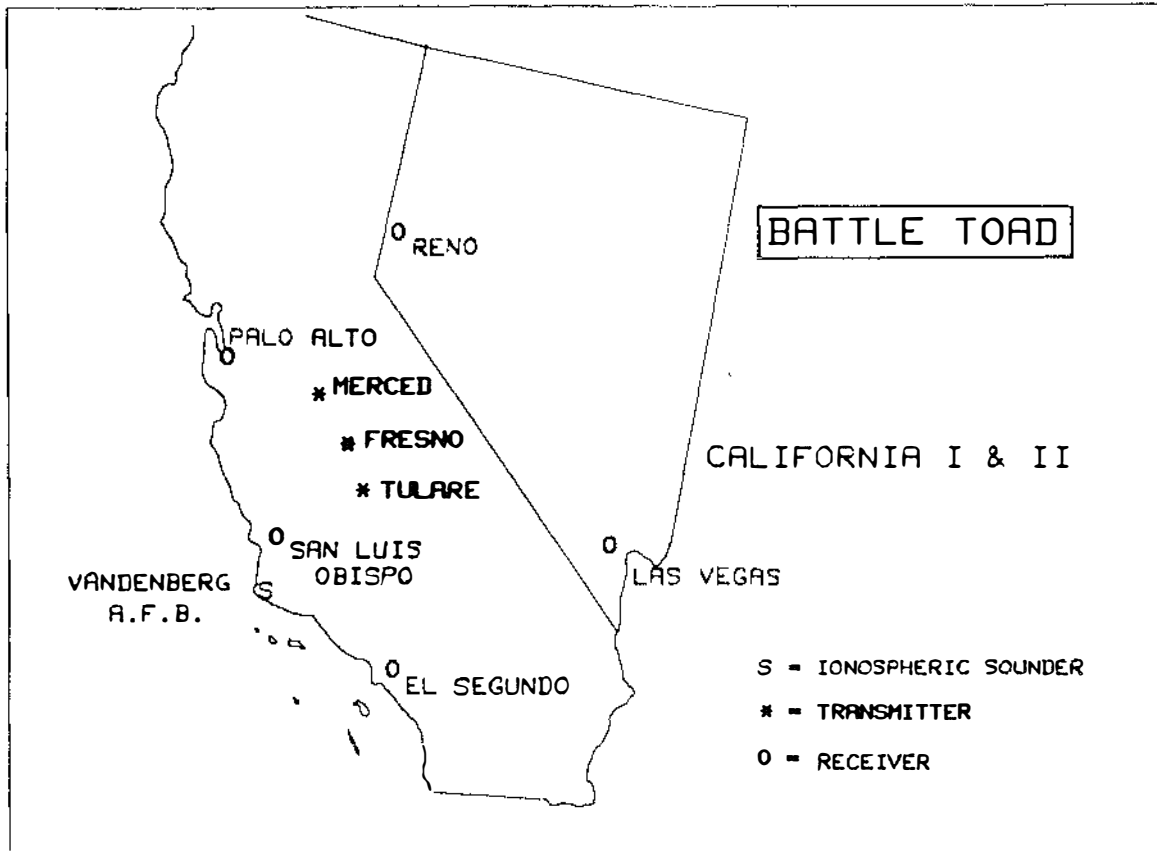 BATTLE TOAD
RENO
PALO ALTO
MERCED
FRESNO
CALIFORNIA I & II
TULARE
SAN LUIS
OBISPO
LAS VEGAS
VANDENBERG
A.F.B.
S
EL SEGUNDO
S = IONOSPHERIC SOUNDER
* = TRANSMITTER
O = RECEIVER